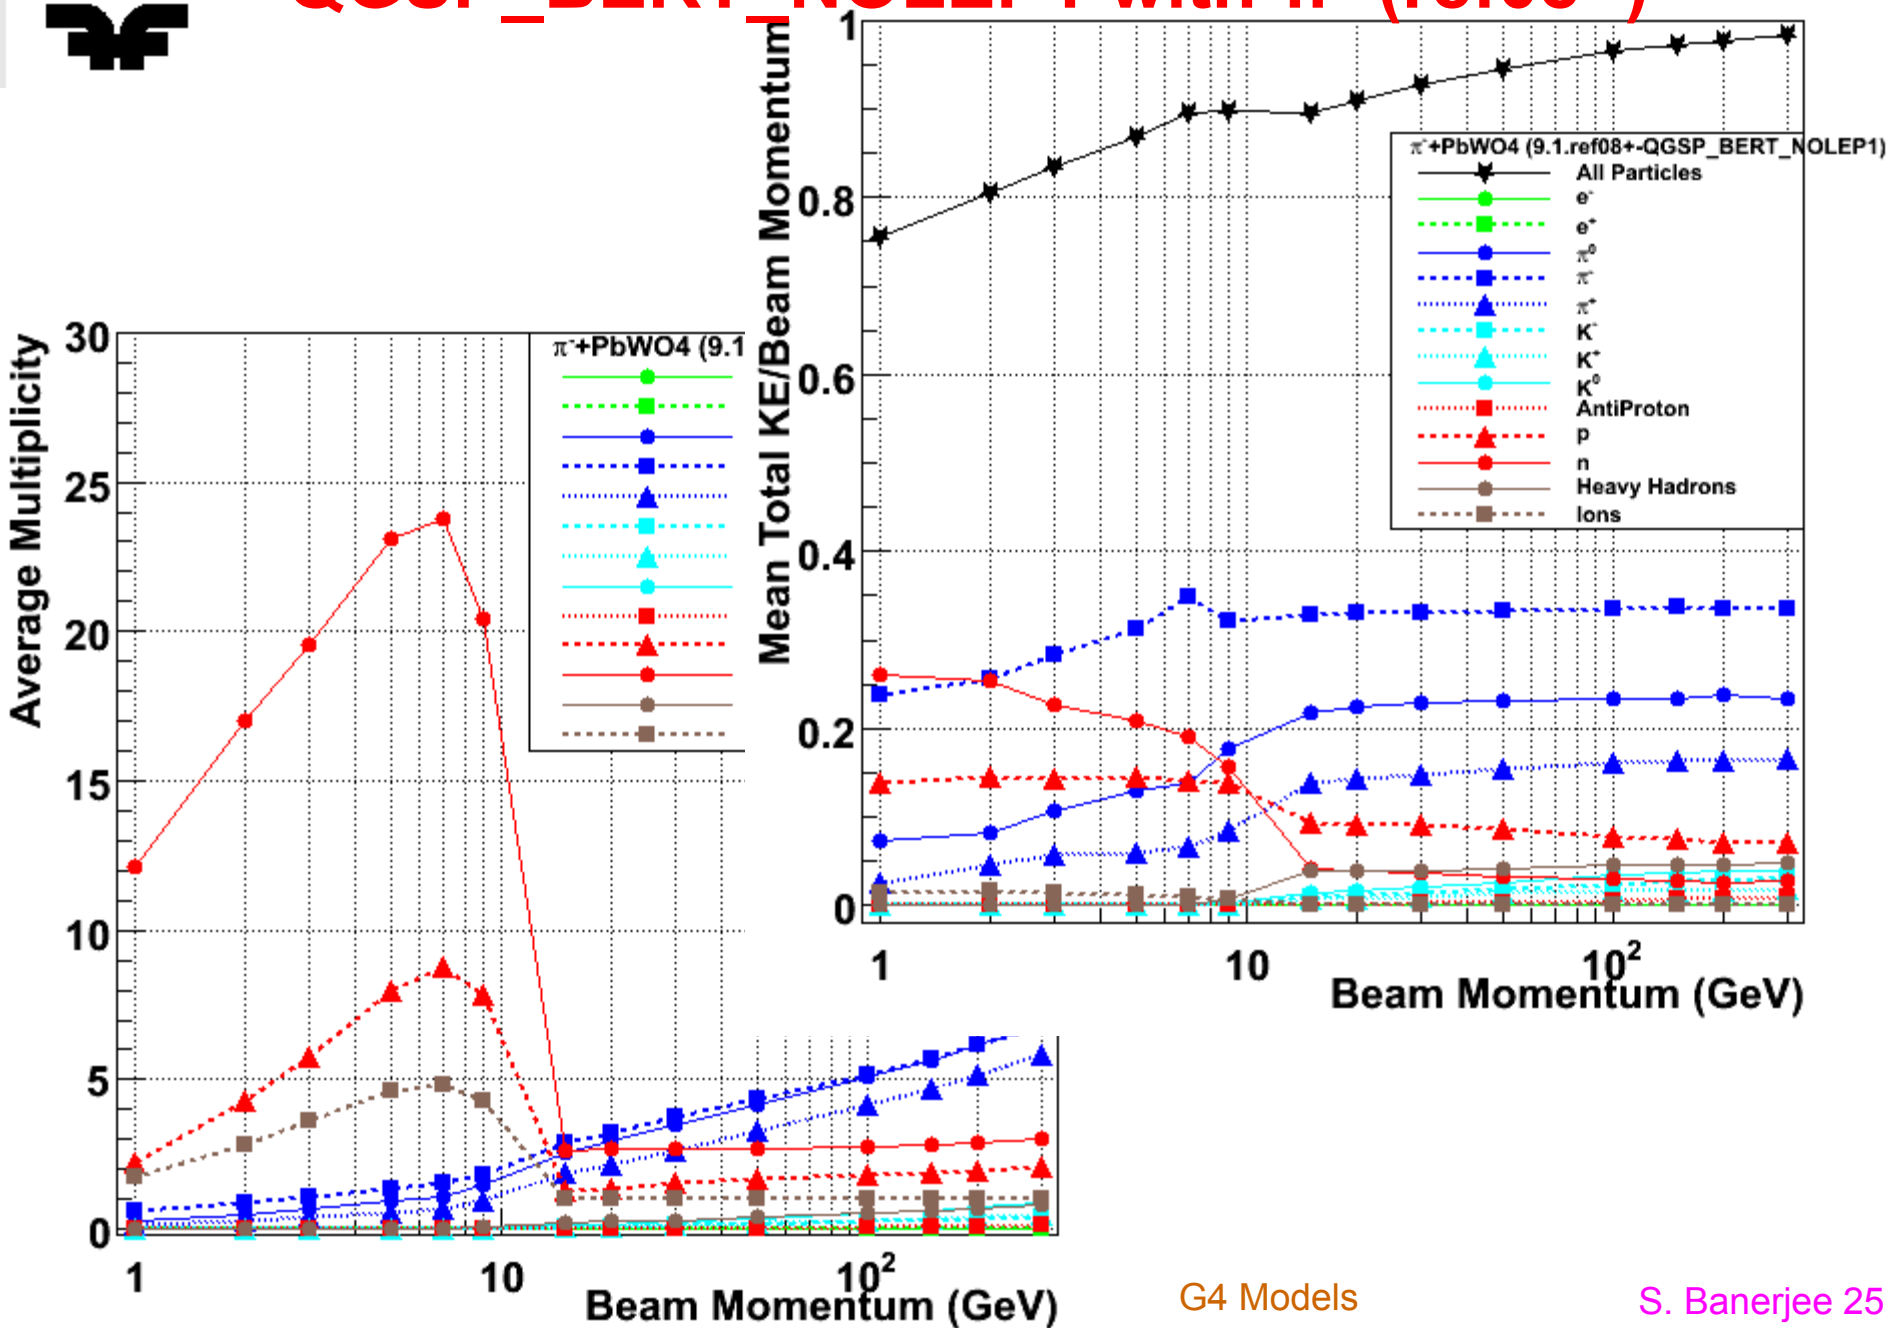 30
25
20
15
10
5
0
Average Multiplicity
π⁻+PbWO4 (9.1
1
10
10²
Beam Momentum (GeV)
1
0.8
0.6
0.4
0.2
0
Mean Total KE/Beam Momentum
π⁻+PbWO4 (9.1.ref08+-QGSP_BERT_NOLEP1)
All Particles
e⁻
e⁺
π⁰
π⁻
π⁺
K⁻
K⁺
K⁰
AntiProton
p
n
Heavy Hadrons
Ions
1
10
10²
Beam Momentum (GeV)
G4 Models
S. Banerjee 25